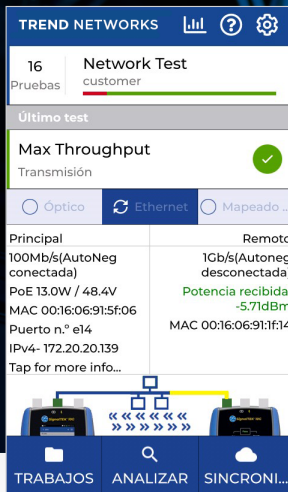 TREND NETWORKS
16
Pruebas
Network Test
customer
Último test
Max Throughput
Transmisión
Óptico
Ethernet
Mapeado ...
Principal
100Mb/s(AutoNeg
conectada)
PoE 13.0W / 48.4V
MAC 00:16:06:91:5f:06
Puerto n.º e14
IPv4- 172.20.20.139
Tap for more info...
Remoto
1Gb/s(Autoneg
desconectada)
Potencia recibida
-5.71dBm
MAC 00:16:06:91:1f:14
TRABAJOS
ANALIZAR
SINCRONI...